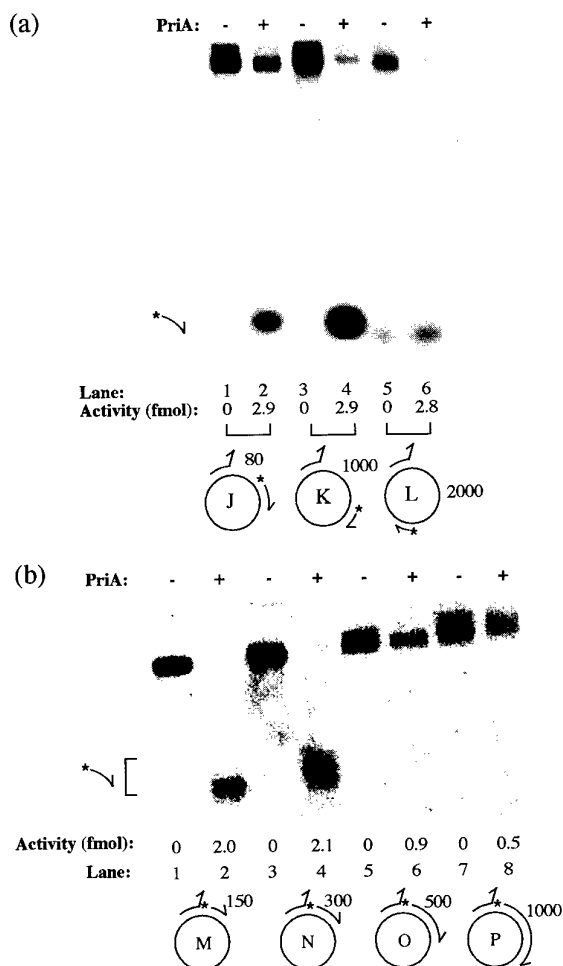 (a)
PriA: - + - + - +
*
Lane: 1 2 3 4 5 6
Activity (fmol): 0 2.9 0 2.9 0 2.8
80 1000 2000
J K L
* * *
(b)
PriA: - + - + - + - +
*
Activity (fmol): 0 2.0 0 2.1 0 0.9 0 0.5
Lane: 1 2 3 4 5 6 7 8
* 150 * 300 * 500 * 1000
M N O P